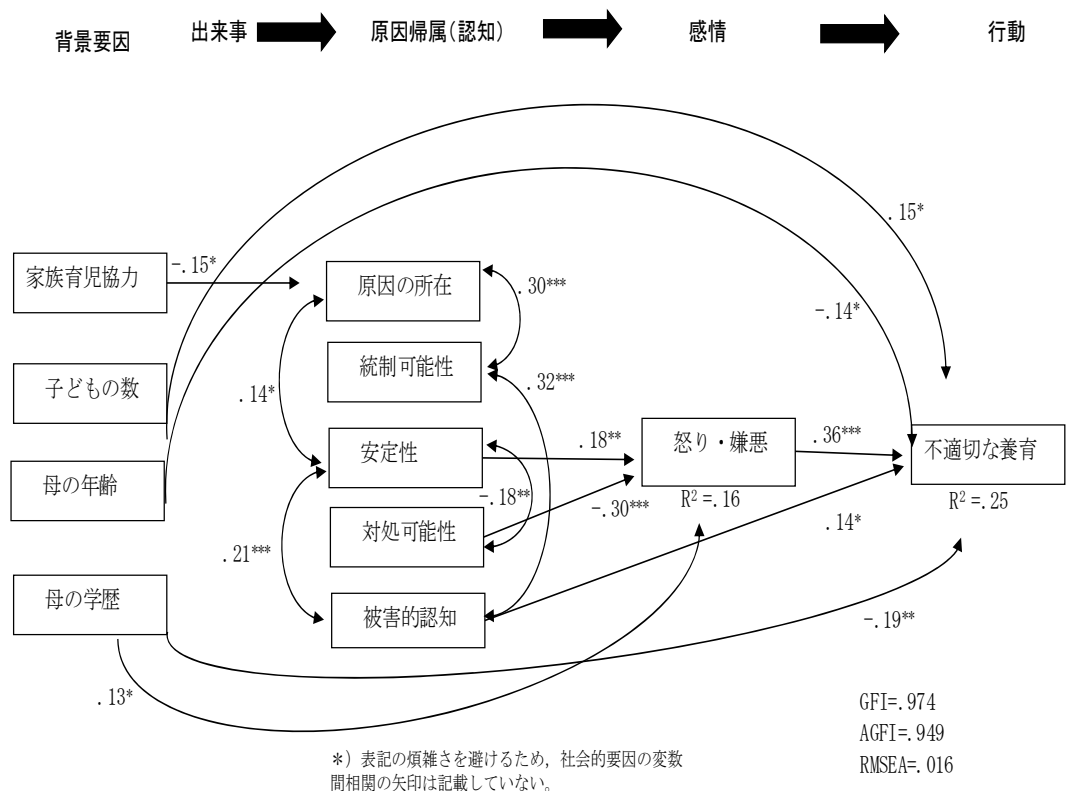 背景要因
出来事
原因帰属(認知)
感情
行動
.15*
-.14*
家族育児協力
-.15*
原因の所在
.30***
子どもの数
統制可能性
.32***
.14*
母の年齢
安定性
.18**
怒り・嫌悪
.36***
不適切な養育
R² =.16
R² =.25
-.18**
-.30***
対処可能性
.14*
.21***
母の学歴
被害的認知
-.19**
.13*
GFI=.974
AGFI=.949
RMSEA=.016
*) 表記の煩雑さを避けるため，社会的要因の変数
間相関の矢印は記載していない。